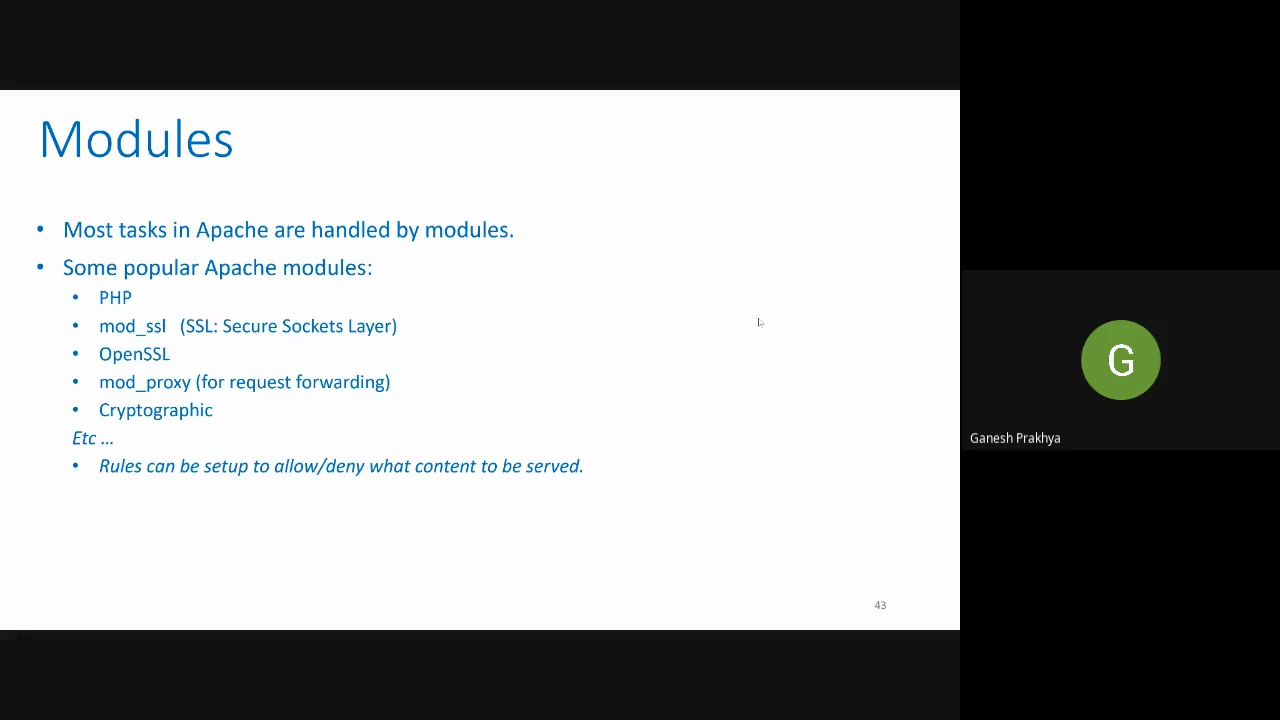 Modules
• Most tasks in Apache are handled by modules.
• Some popular Apache modules:
• PHP
• mod_ssl (SSL: Secure Sockets Layer)
• OpenSSL
• mod_proxy (for request forwarding)
• Cryptographic
Etc ...
• Rules can be setup to allow/deny what content to be served.
43
G
Ganesh Prakhya